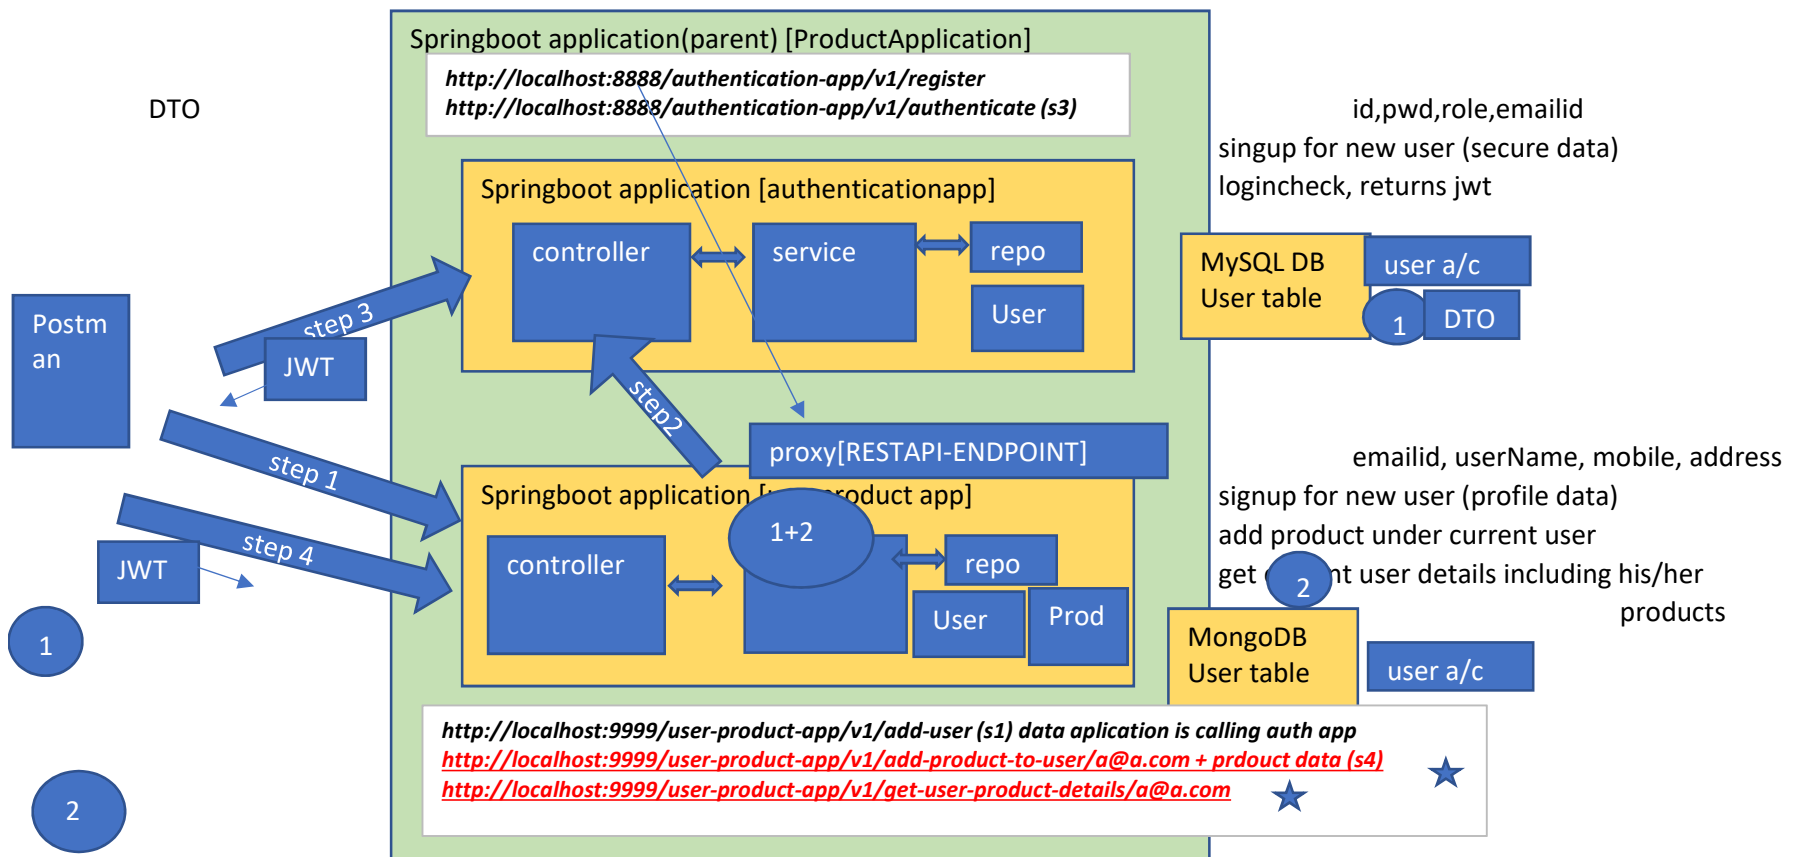 Springboot application(parent) [ProductApplication]
http://localhost:8888/authentication-app/v1/register
http://localhost:8888/authentication-app/v1/authenticate (s3)
DTO
id,pwd,role,emailid
singup for new user (secure data)
logincheck, returns jwt
Springboot application [authenticationapp]
controller
service
repo
User
MySQL DB
User table
user a/c
1
DTO
Postm
an
step 3
JWT
step2
proxy[RESTAPI-ENDPOINT]
step 1
Springboot application [ product app]
1+2
controller
repo
User
Prod
step 4
JWT
emailid, userName, mobile, address
signup for new user (profile data)
add product under current user
get user details including his/her
products
2
MongoDB
User table
user a/c
1
2
http://localhost:9999/user-product-app/v1/add-user (s1) data aplication is calling auth app
http://localhost:9999/user-product-app/v1/add-product-to-user/a@a.com + prdouct data (s4)
http://localhost:9999/user-product-app/v1/get-user-product-details/a@a.com